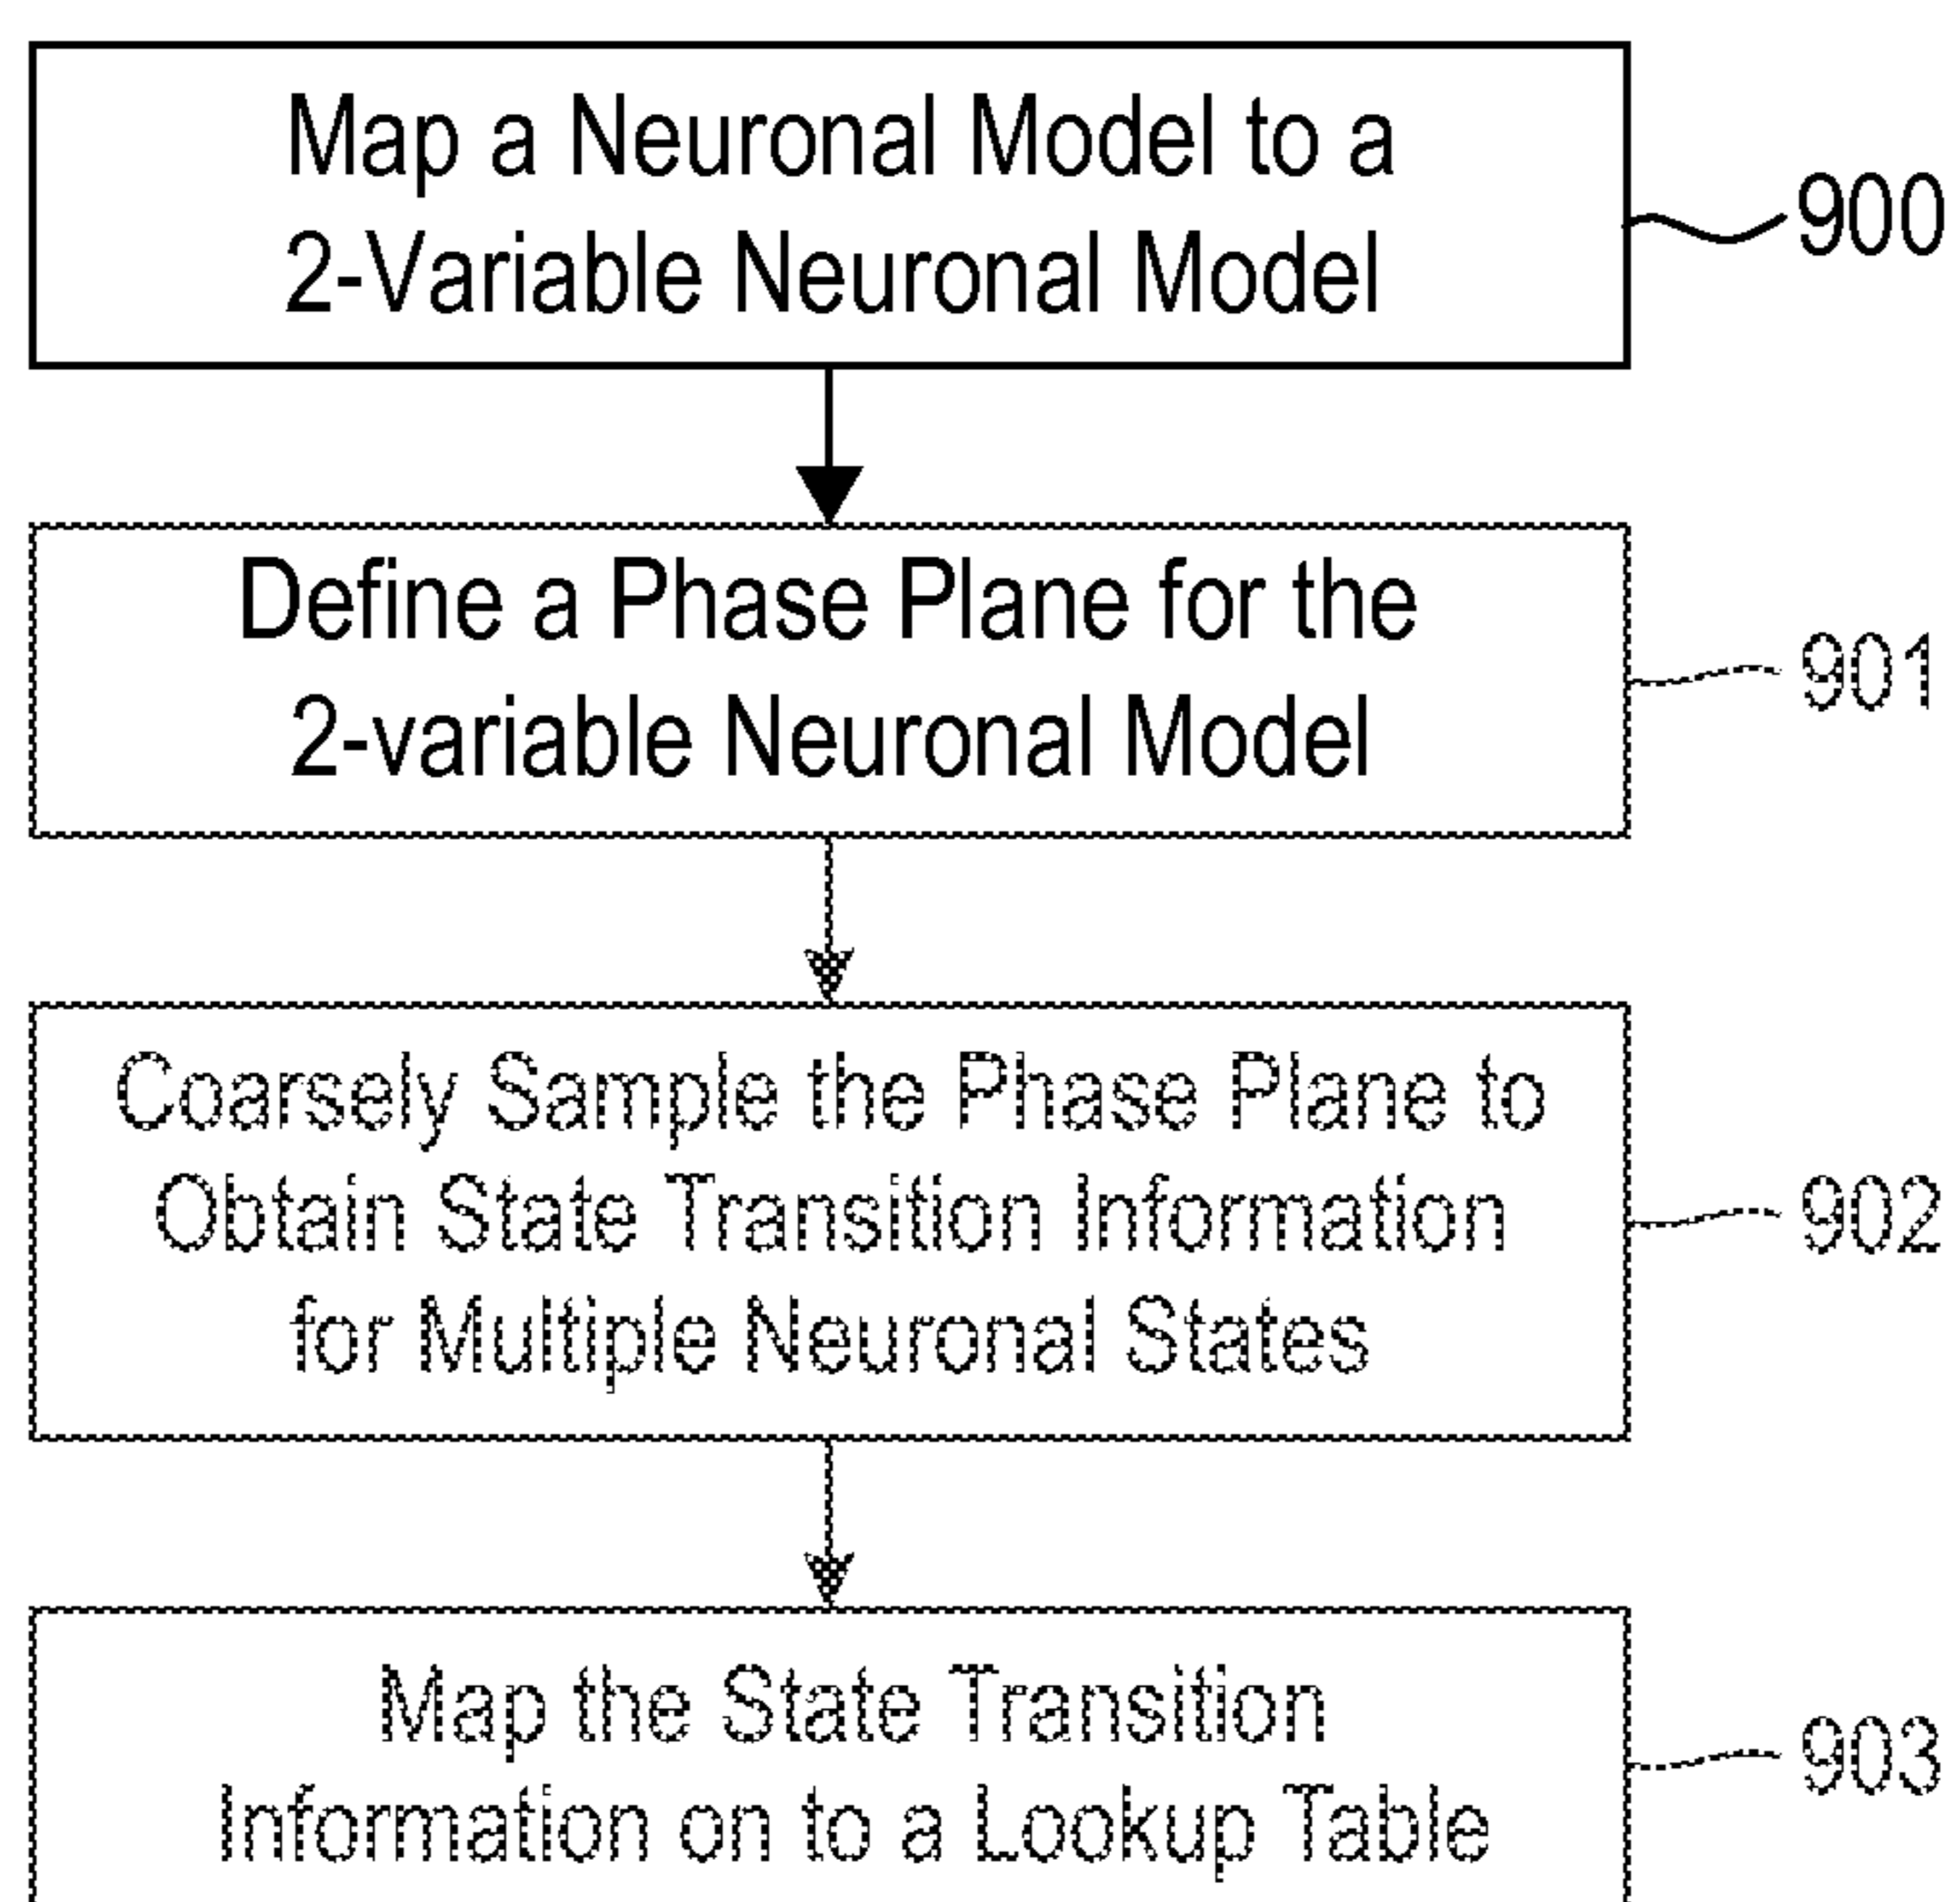 Map a Neuronal Model to a
2-Variable Neuronal Model
900
Define a Phase Plane for the
2-variable Neuronal Model
901
Coarsely Sample the Phase Plane to
Obtain State Transition Information
for Multiple Neuronal States
902
Map the State Transition
Information on to a Lookup Table
903